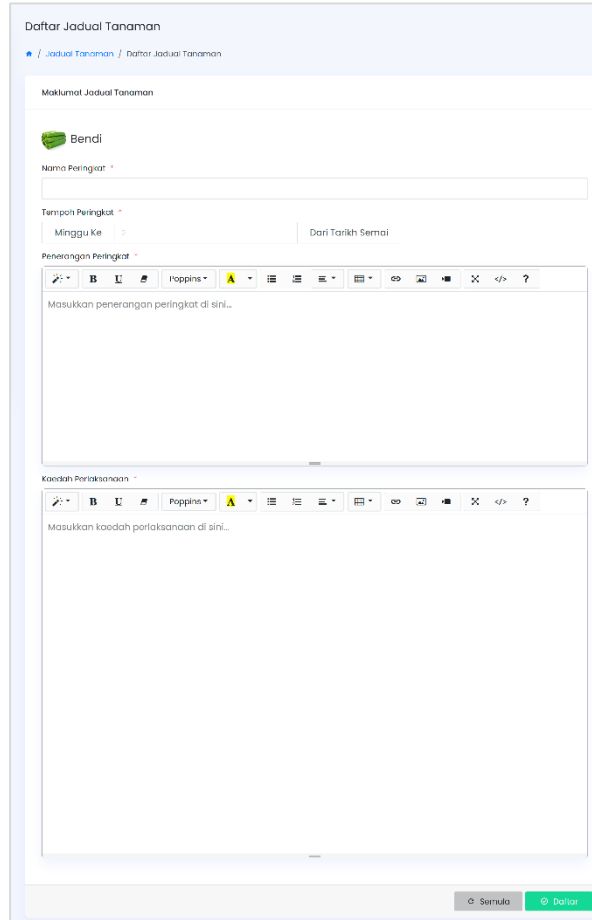 Daftar Jadual Tanaman
/ Jadual Tanaman / Daftar Jadual Tanaman
Maklumat Jadual Tanaman
Bendi
Nama Peringkat *
Tempoh Peringkat *
Minggu Ke Dari Tarikh Semai
Penerangan Peringkat *
B U Poppins A </> ?
Masukkan penerangan peringkat di sini...
Kaedah Perlaksanaan *
B U Poppins A </> ?
Masukkan kaedah perlaksanaan di sini...
Semula Daftar